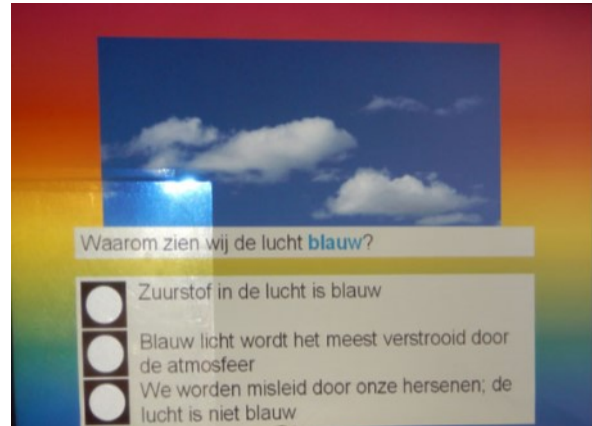 Waarom zien wij de lucht blauw?
Zuurstof in de lucht is blauw
Blauw licht wordt het meest verstrooid door
de atmosfeer
We worden misleid door onze hersenen; de
lucht is niet blauw